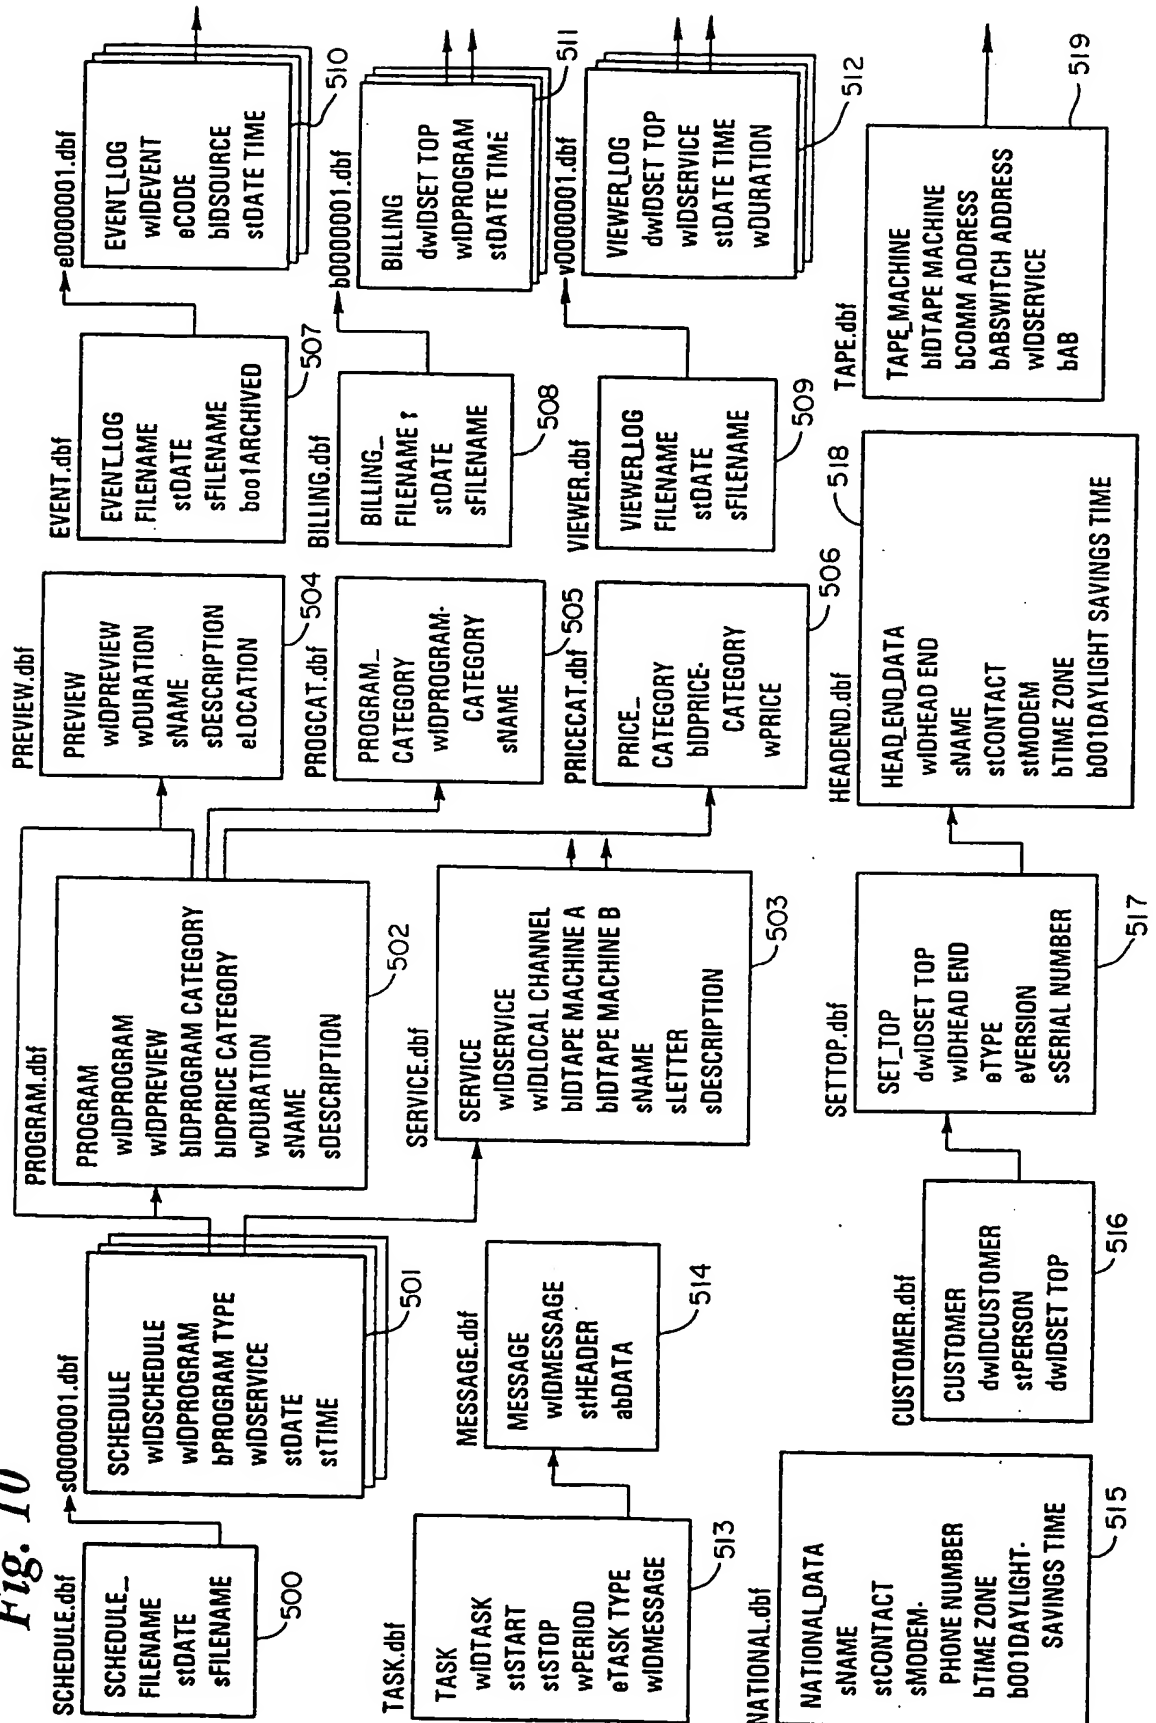 Fig. 10
SCHEDULE.dbf
SCHEDULE_
FILENAME
stDATE
sFILENAME
500
s000001.dbf
SCHEDULE
wIDSCHEDULE
wIDPROGRAM
bPROGRAM TYPE
wIDSERVICE
stDATE
stTIME
501
PROGRAM.dbf
PROGRAM
wIDPROGRAM
wIDPREVIEW
bIDPROGRAM CATEGORY
bIDPRICE CATEGORY
wDURATION
sNAME
sDESCRIPTION
502
PREVIEW.dbf
PREVIEW
wIDPREVIEW
wDURATION
sNAME
sDESCRIPTION
eLOCATION
504
EVENT.dbf
EVENT_LOG
FILENAME
stDATE
sFILENAME
boo1ARCHIVED
507
e000001.dbf
EVENT_LOG
wIDEVENT
eCODE
bIDSOURCE
stDATE TIME
510
PROGCAT.dbf
PROGRAM_
CATEGORY
wIDPROGRAM-
CATEGORY
sNAME
505
BILLING.dbf
BILLING_
FILENAME
stDATE
sFILENAME
508
b000001.dbf
BILLING
dwIDSET TOP
wIDPROGRAM
stDATE TIME
511
TASK.dbf
TASK
wIDTASK
stSTART
stSTOP
wPERIOD
eTASK TYPE
wIDMESSAGE
513
MESSAGE.dbf
MESSAGE
wIDMESSAGE
stHEADER
abDATA
514
SERVICE.dbf
SERVICE
wIDSERVICE
wIDLOCAL CHANNEL
bIDTAPE MACHINE A
bIDTAPE MACHINE B
sNAME
sLETTER
sDESCRIPTION
503
PRICECAT.dbf
PRICE_
CATEGORY
bIDPRICE-
CATEGORY
wPRICE
506
VIEWER.dbf
VIEWER_LOG
FILENAME
stDATE
sFILENAME
509
v000001.dbf
VIEWER_LOG
dwIDSET TOP
wIDSERVICE
stDATE TIME
wDURATION
512
NATIONAL.dbf
NATIONAL_DATA
sNAME
stCONTACT
sMODEM-
PHONE NUMBER
bTIME ZONE
b001DAYLIGHT-
SAVINGS TIME
515
CUSTOMER.dbf
CUSTOMER
dwIDCUSTOMER
stPERSON
dwIDSET TOP
516
SETTOP.dbf
SET_TOP
dwIDSET TOP
wIDHEAD END
eTYPE
eVERSION
sSERIAL NUMBER
517
HEADEND.dbf
HEAD_END_DATA
wIDHEAD END
sNAME
stCONTACT
stMODEM
bTIME ZONE
b001DAYLIGHT SAVINGS TIME
518
TAPE.dbf
TAPE_MACHINE
bIDTAPE MACHINE
bCOMM ADDRESS
bABSWITCH ADDRESS
wIDSERVICE
bAB
519